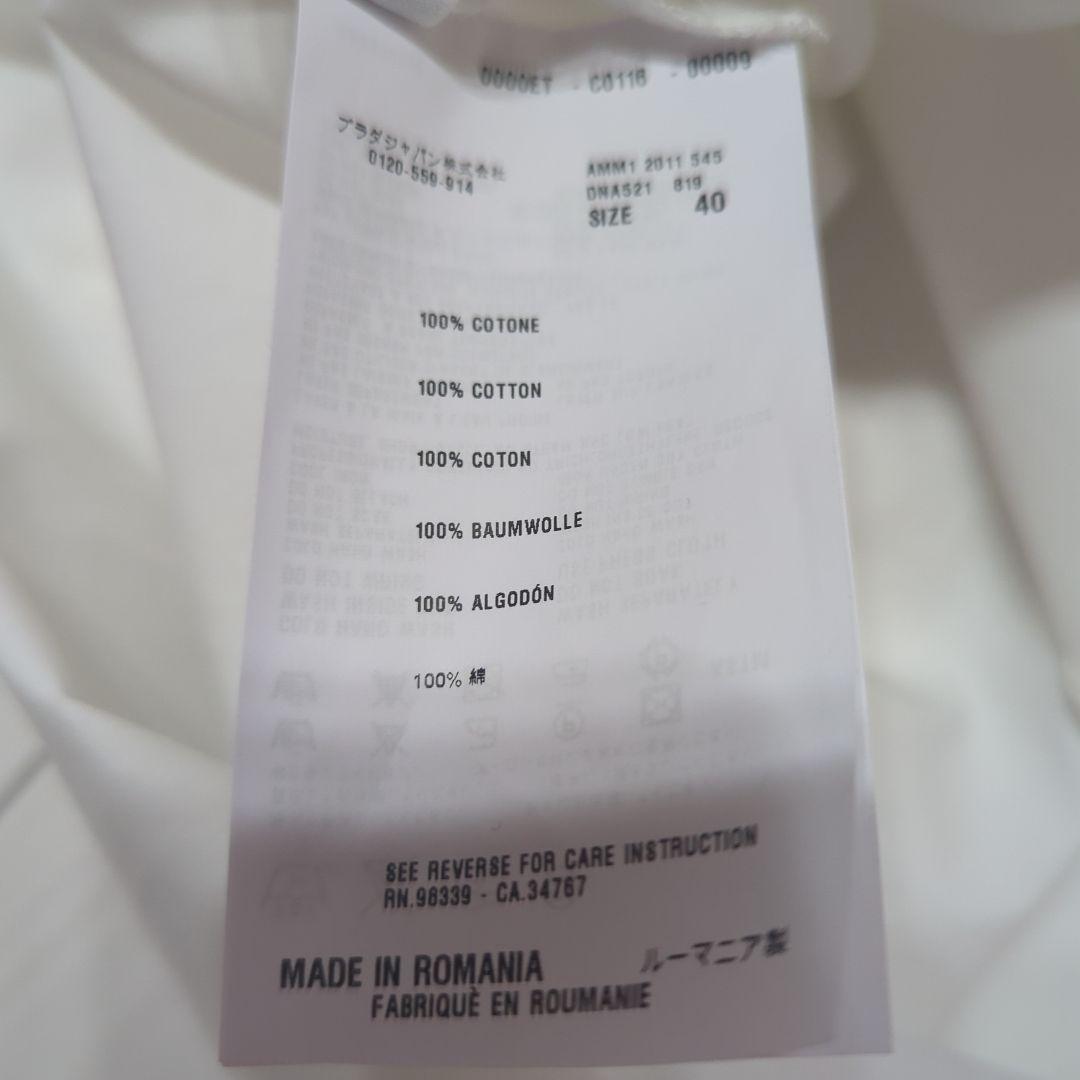 0000ET - C0116 - 00009
プラダジャパン株式会社
0120-559-914
AMM1 2011 545
DNA521 819
SIZE 40
100% COTONE
100% COTTON
100% COTON
100% BAUMWOLLE
100% ALGODÓN
100% 綿
SEE REVERSE FOR CARE INSTRUCTION
RN.98339 - CA.34767
MADE IN ROMANIA
ルーマニア製
FABRIQUÈ EN ROUMANIE